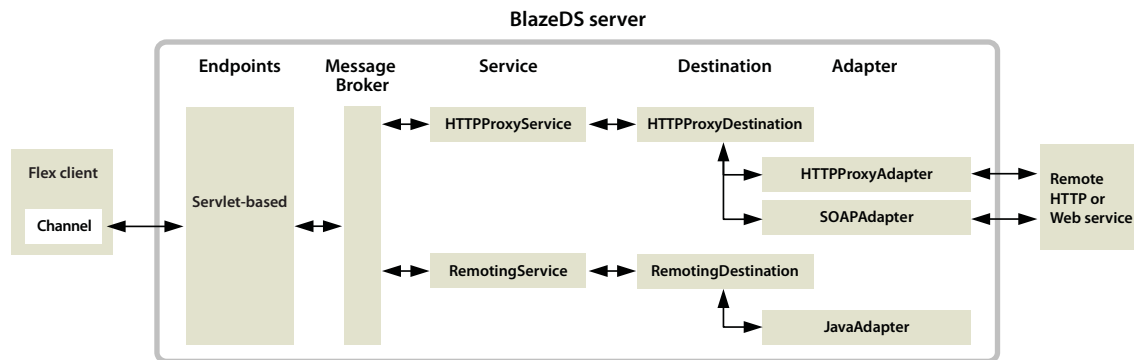 BlazeDS server
Endpoints
Message
Broker
Service
Destination
Adapter
HTTPProxyService
HTTPProxyDestination
Flex client
HTTPProxyAdapter
Remote
HTTP or
Web service
Servlet-based
Channel
SOAPAdapter
RemotingService
RemotingDestination
JavaAdapter